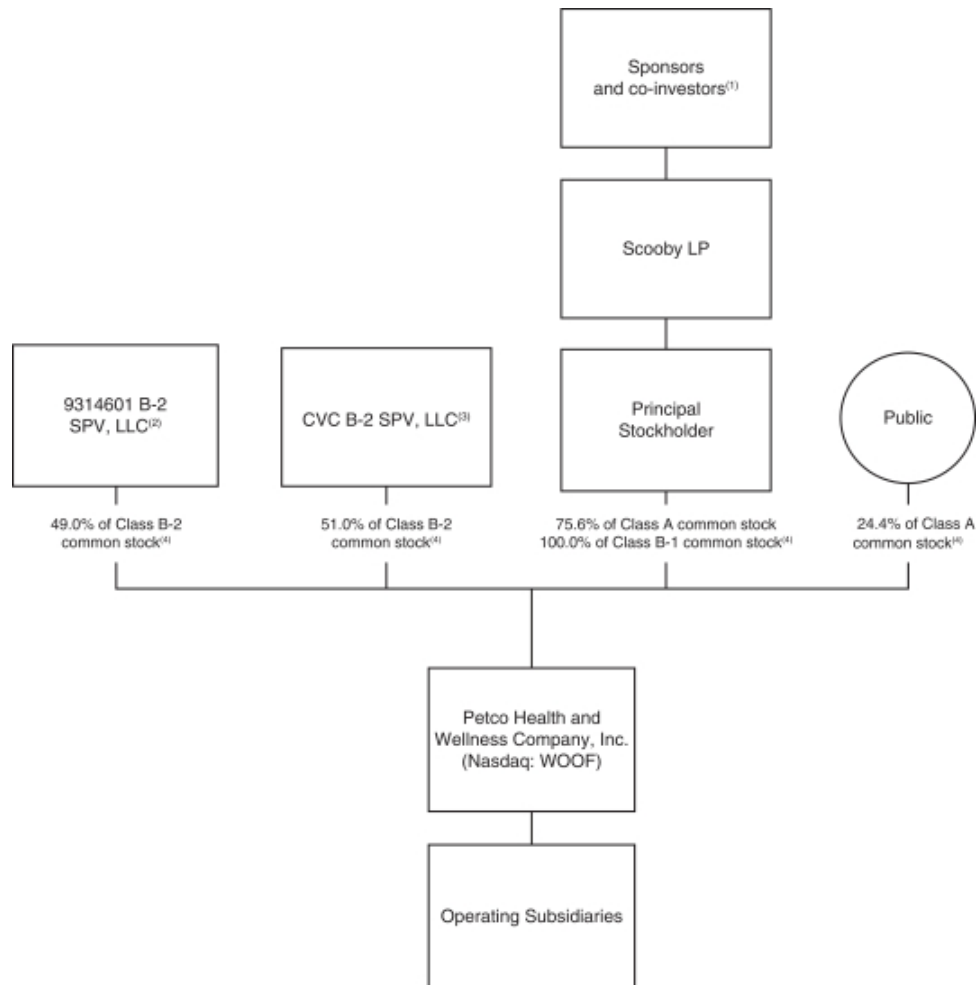 Sponsors
and co-investors(1)
Scooby LP
9314601 B-2
SPV, LLC(2)
CVC B-2 SPV, LLC(3)
Principal
Stockholder
Public
49.0% of Class B-2
common stock(4)
51.0% of Class B-2
common stock(4)
75.6% of Class A common stock
100.0% of Class B-1 common stock(4)
24.4% of Class A
common stock(4)
Petco Health and
Wellness Company, Inc.
(Nasdaq: WOOF)
Operating Subsidiaries